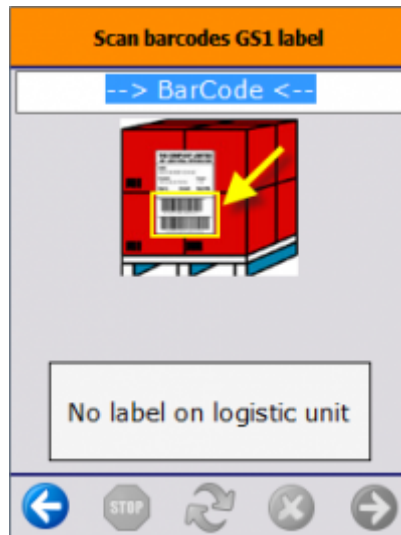 Scan barcodes GS1 label
--> BarCode <--
No label on logistic unit
STOP